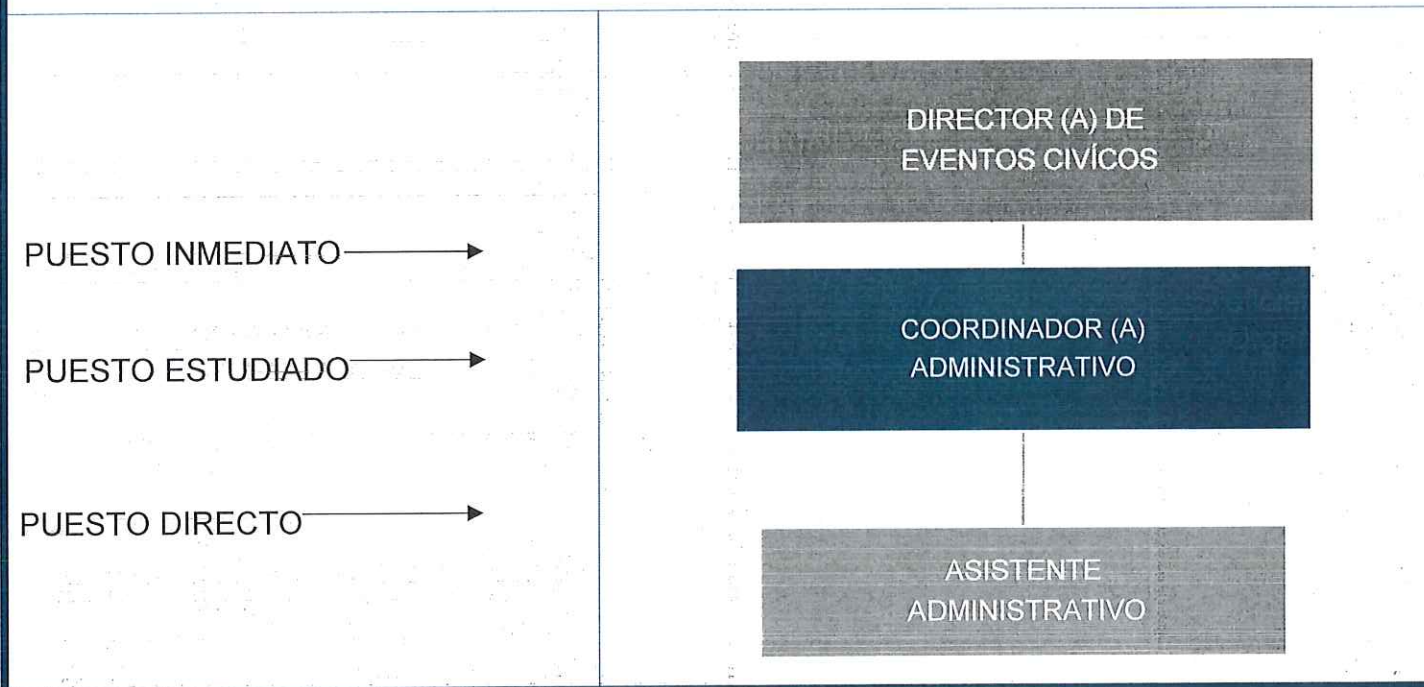 DIRECTOR (A) DE
EVENTOS CIVÍCOS
PUESTO INMEDIATO
COORDINADOR (A)
ADMINISTRATIVO
PUESTO ESTUDIADO
PUESTO DIRECTO
ASISTENTE
ADMINISTRATIVO